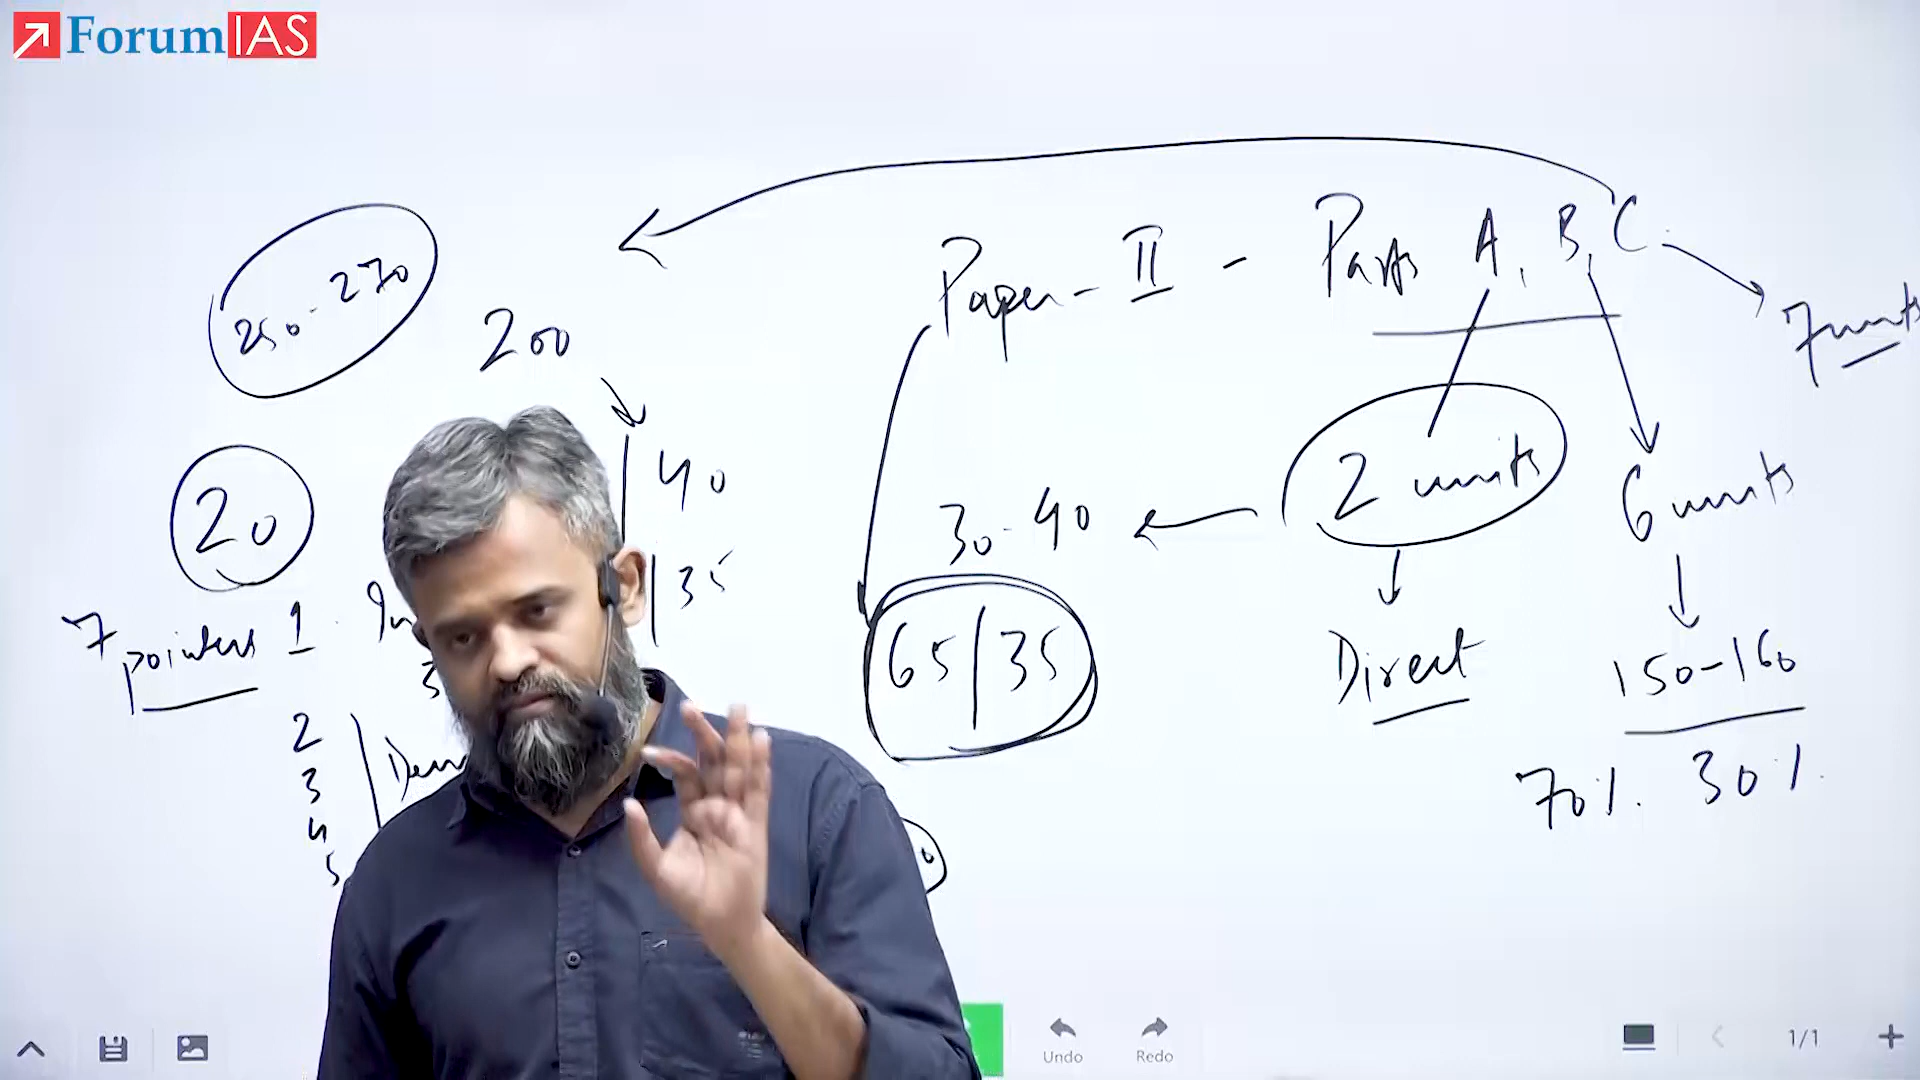 ForumIAS
Paper - II - Parts A, B, C.
7 units
250-270
200
2 units
6 units
40
30-40
20
35
7 pointers
1.
65/35
Direct
150-160
2
3
4
5
70%. 30%.
Undo
Redo
1/1